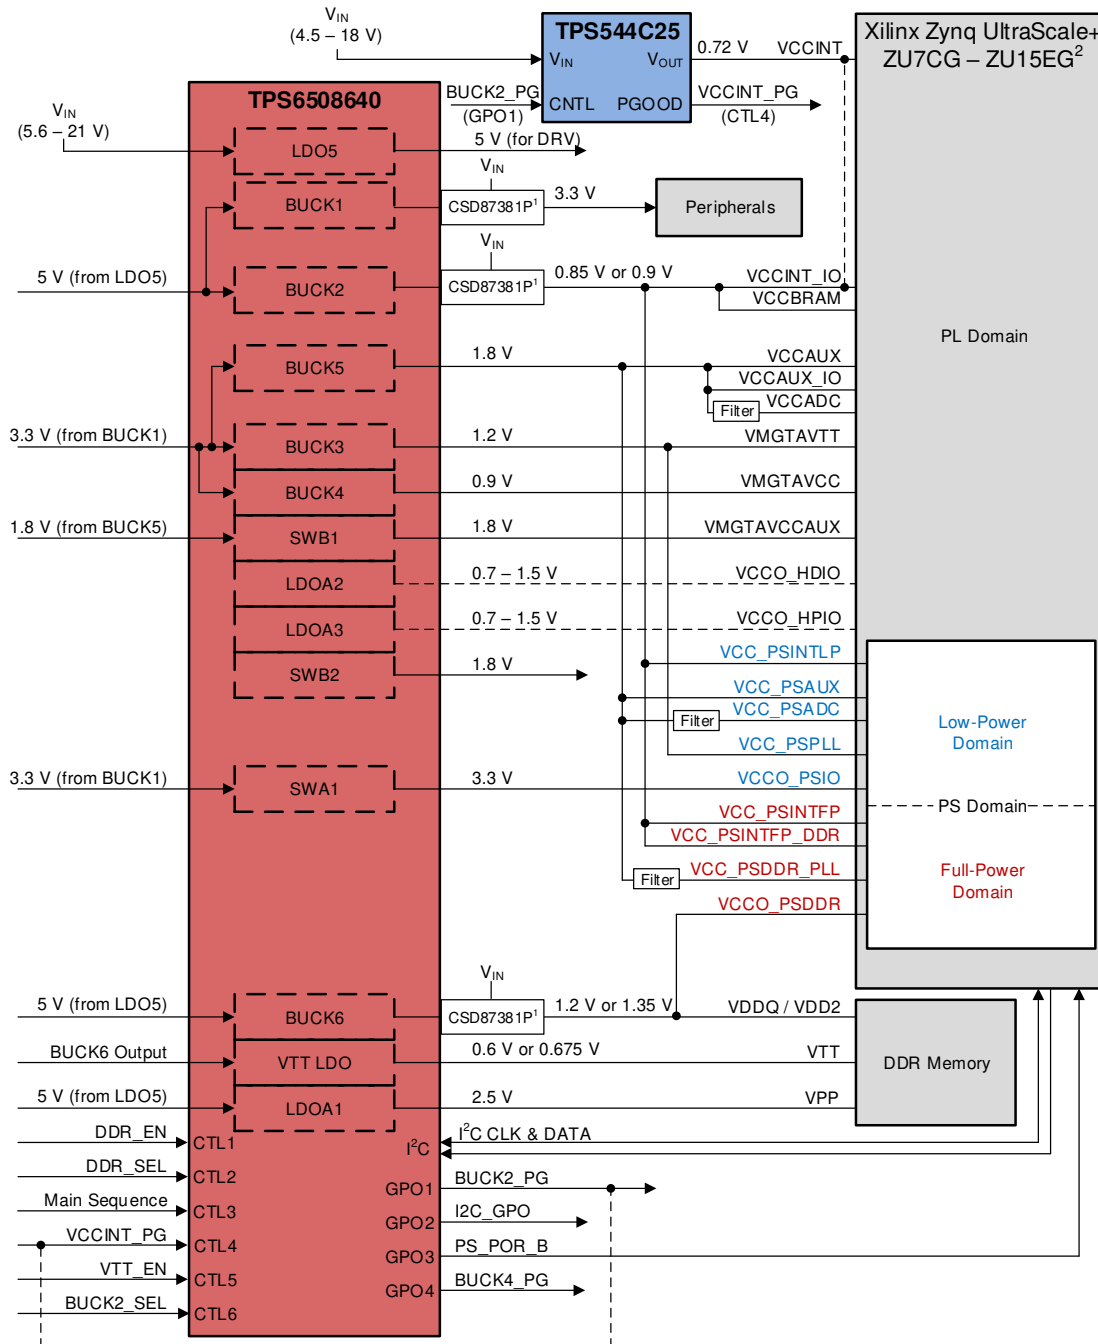 V_IN
(4.5 – 18 V)
TPS544C25
V_IN
V_OUT
0.72 V
VCCINT
Xilinx Zynq UltraScale+
ZU7CG – ZU15EG²
BUCK2_PG
(GPO1)
CNTL
PGOOD
VCCINT_PG
(CTL4)
TPS6508640
V_IN
(5.6 – 21 V)
LDO5
5 V (for DRV)
V_IN
BUCK1
CSD87381P¹
3.3 V
Peripherals
V_IN
5 V (from LDO5)
BUCK2
CSD87381P¹
0.85 V or 0.9 V
VCCINT_IO
VCCBRAM
PL Domain
BUCK5
1.8 V
VCCAUX
VCCAUX_IO
Filter
VCCADC
3.3 V (from BUCK1)
BUCK3
1.2 V
VMGTAVTT
BUCK4
0.9 V
VMGTAVCC
1.8 V (from BUCK5)
SWB1
1.8 V
VMGTAVCCAUX
LDOA2
0.7 – 1.5 V
VCCO_HDIO
LDOA3
0.7 – 1.5 V
VCCO_HPIO
SWB2
1.8 V
VCC_PSINTLP
VCC_PSAUX
Filter
VCC_PSADC
VCC_PSPLL
Low-Power
Domain
3.3 V (from BUCK1)
SWA1
3.3 V
VCCO_PSIO
PS Domain
VCC_PSINTFP
VCC_PSINTFP_DDR
Filter
VCC_PSDDR_PLL
VCCO_PSDDR
Full-Power
Domain
V_IN
5 V (from LDO5)
BUCK6
CSD87381P¹
1.2 V or 1.35 V
VDDQ / VDD2
BUCK6 Output
VTT LDO
0.6 V or 0.675 V
VTT
DDR Memory
5 V (from LDO5)
LDOA1
2.5 V
VPP
DDR_EN
CTL1
I²C
I²C CLK & DATA
DDR_SEL
CTL2
GPO1
BUCK2_PG
Main Sequence
CTL3
GPO2
I2C_GPO
VCCINT_PG
CTL4
GPO3
PS_POR_B
VTT_EN
CTL5
GPO4
BUCK4_PG
BUCK2_SEL
CTL6